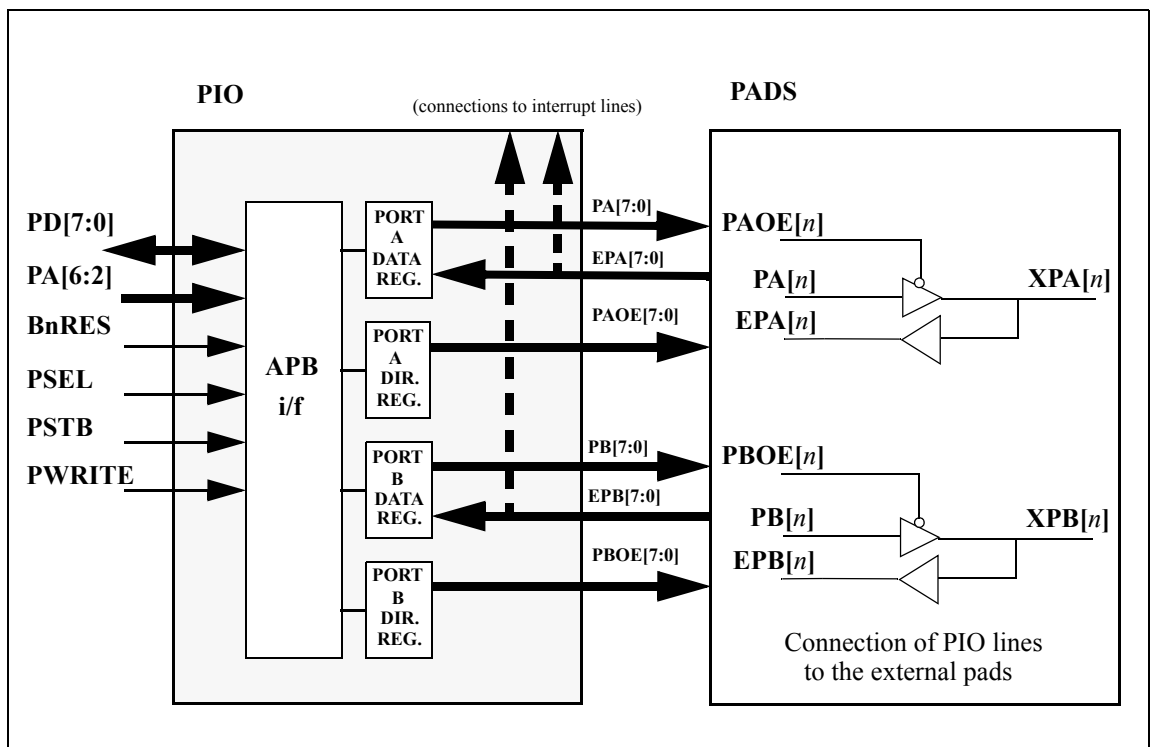 PIO
(connections to interrupt lines)
PADS
PD[7:0]
PA[6:2]
BnRES
PSEL
PSTB
PWRITE
APB
i/f
PORT
A
DATA
REG.
PORT
A
DIR.
REG.
PORT
B
DATA
REG.
PORT
B
DIR.
REG.
PA[7:0]
EPA[7:0]
PAOE[7:0]
PB[7:0]
EPB[7:0]
PBOE[7:0]
PAOE[n]
PA[n]
XPA[n]
EPA[n]
PBOE[n]
PB[n]
XPB[n]
EPB[n]
Connection of PIO lines
to the external pads